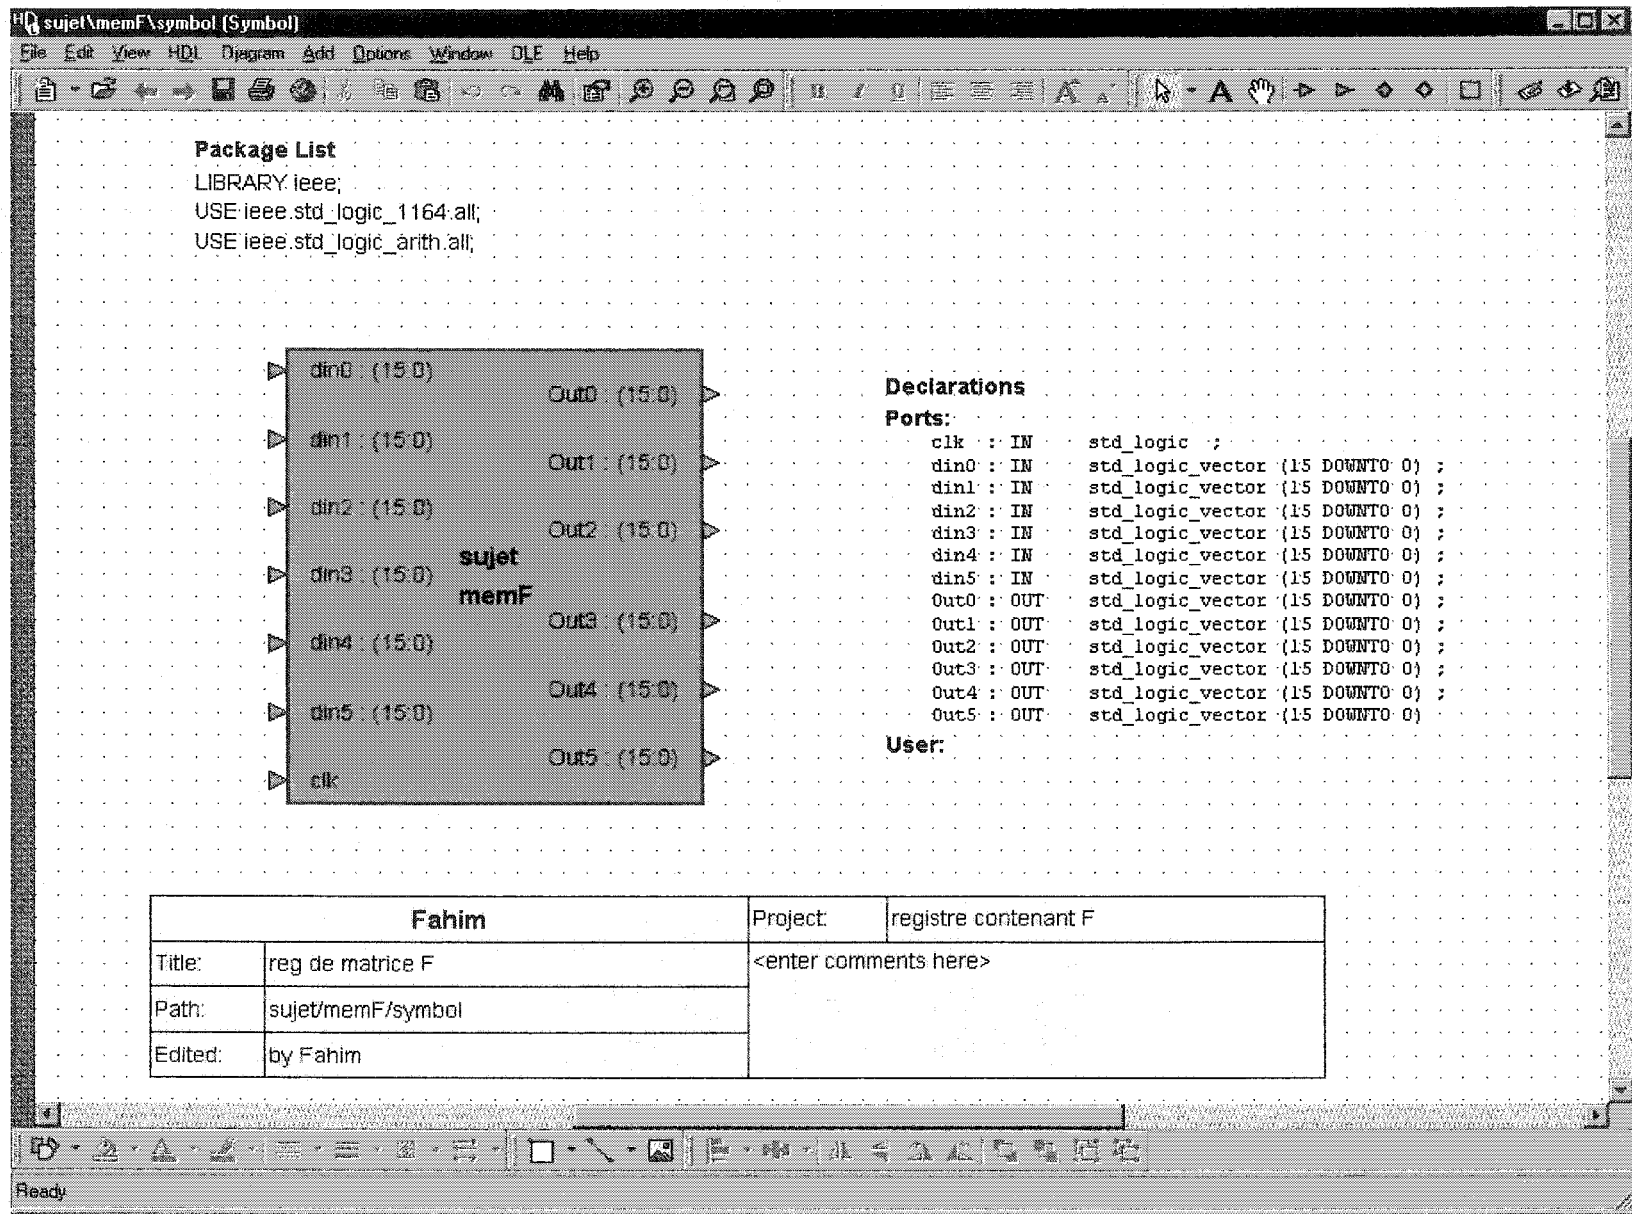 sujet\memF\symbol (Symbol)
File Edit View HDL Diagram Add Options Window DLE Help
Package List
LIBRARY ieee;
USE ieee.std_logic_1164.all;
USE ieee.std_logic_arith.all;
din0 : (15:0)
Out0 : (15:0)
din1 : (15:0)
Out1 : (15:0)
din2 : (15:0)
Out2 : (15:0)
sujet
din3 : (15:0)
memF
Out3 : (15:0)
din4 : (15:0)
Out4 : (15:0)
din5 : (15:0)
Out5 : (15:0)
clk
Declarations
Ports:
clk : IN std_logic ;
din0 : IN std_logic_vector (15 DOWNTO 0) ;
din1 : IN std_logic_vector (15 DOWNTO 0) ;
din2 : IN std_logic_vector (15 DOWNTO 0) ;
din3 : IN std_logic_vector (15 DOWNTO 0) ;
din4 : IN std_logic_vector (15 DOWNTO 0) ;
din5 : IN std_logic_vector (15 DOWNTO 0) ;
Out0 : OUT std_logic_vector (15 DOWNTO 0) ;
Out1 : OUT std_logic_vector (15 DOWNTO 0) ;
Out2 : OUT std_logic_vector (15 DOWNTO 0) ;
Out3 : OUT std_logic_vector (15 DOWNTO 0) ;
Out4 : OUT std_logic_vector (15 DOWNTO 0) ;
Out5 : OUT std_logic_vector (15 DOWNTO 0)
User:
Fahim
Project: registre contenant F
Title: reg de matrice F
<enter comments here>
Path: sujet/memF/symbol
Edited: by Fahim
Ready